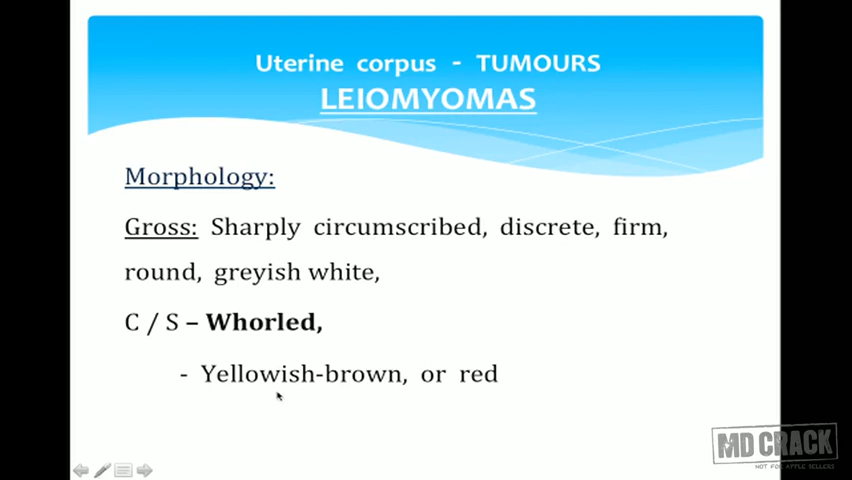 Uterine corpus - TUMOURS
LEIOMYOMAS
Morphology:
Gross: Sharply circumscribed, discrete, firm,
round, greyish white,
C / S – Whorled,
- Yellowish-brown, or red
MD CRACK
NOT FOR APPLE SELLERS